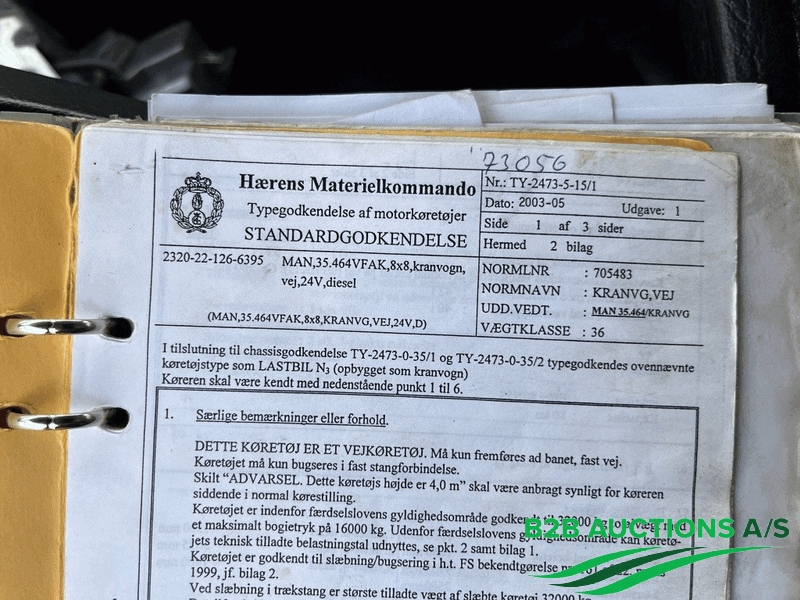 73056
Hærens Materielkommando
Typegodkendelse af motorkøretøjer
STANDARDGODKENDELSE
Nr.: TY-2473-5-15/1
Dato: 2003-05 Udgave: 1
Side 1 af 3 sider
Hermed 2 bilag
2320-22-126-6395 MAN,35.464VFAK,8x8,kranvogn,
vej,24V,diesel
(MAN,35.464VFAK,8x8,KRANVG,VEJ,24V,D)
NORMLNR : 705483
NORMNAVN : KRANVG,VEJ
UDD.VEDT. : MAN 35.464/KRANVG
VÆGTKLASSE : 36
I tilslutning til chassisgodkendelse TY-2473-0-35/1 og TY-2473-0-35/2 typegodkendes ovennævnte
køretøjstype som LASTBIL N3 (opbygget som kranvogn)
Køreren skal være kendt med nedenstående punkt 1 til 6.
1. Særlige bemærkninger eller forhold.
DETTE KØRETØJ ER ET VEJKØRETØJ. Må kun fremføres ad banet, fast vej.
Køretøjet må kun bugseres i fast stangforbindelse.
Skilt "ADVARSEL. Dette køretøjs højde er 4,0 m" skal være anbragt synligt for køreren
siddende i normal kørestilling.
Køretøjet er indenfor færdselslovens gyldighedsområde godkendt til 32000 kg totalvægt med
et maksimalt bogietryk på 16000 kg. Udenfor færdselslovens gyldighedsområde kan køretø-
jets teknisk tilladte belastningstal udnyttes, se pkt. 2 samt bilag 1.
Køretøjet er godkendt til slæbning/bugsering i h.t. FS bekendtgørelse
1999, jf. bilag 2.
Ved slæbning i trækstang er største tilladte vægt af slæbte køretøj 32000 kg.
B2B AUCTIONS A/S